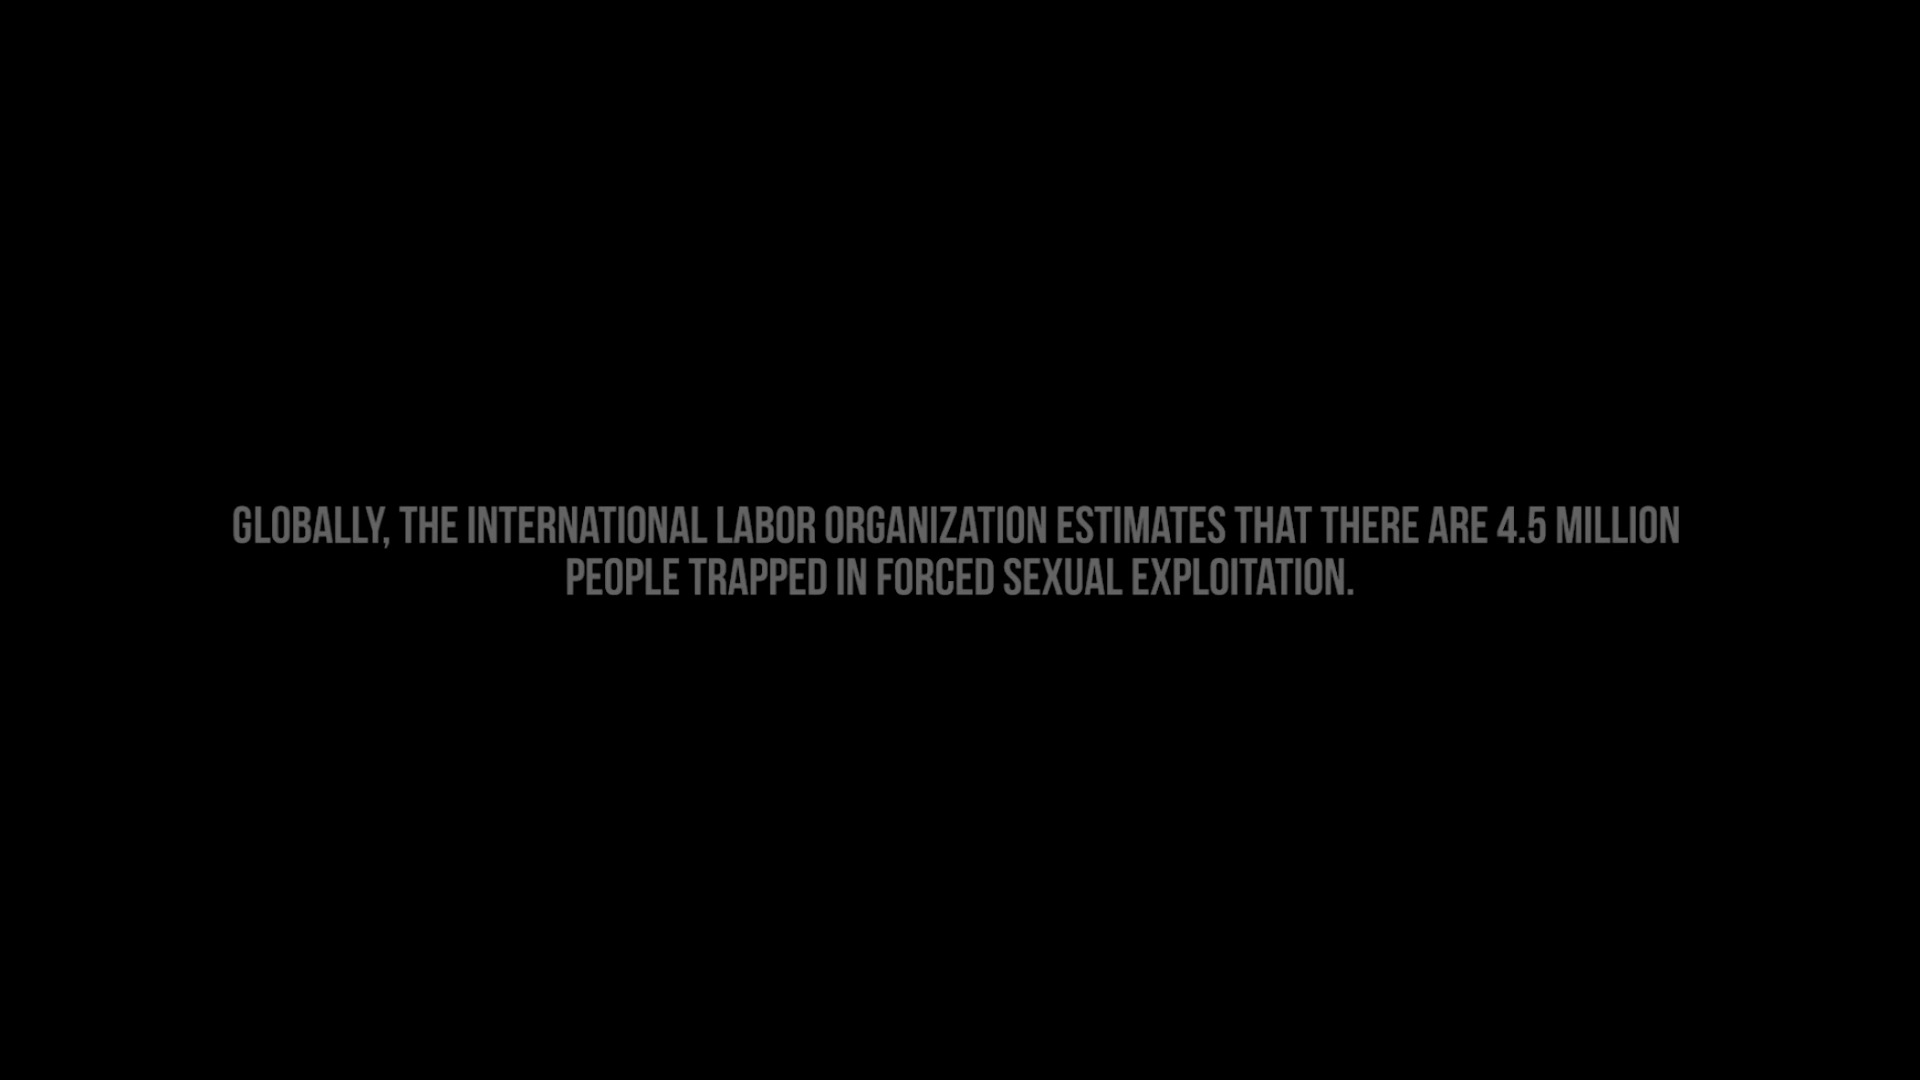 GLOBALLY, THE INTERNATIONAL LABOR ORGANIZATION ESTIMATES THAT THERE ARE 4.5 MILLION
PEOPLE TRAPPED IN FORCED SEXUAL EXPLOITATION.